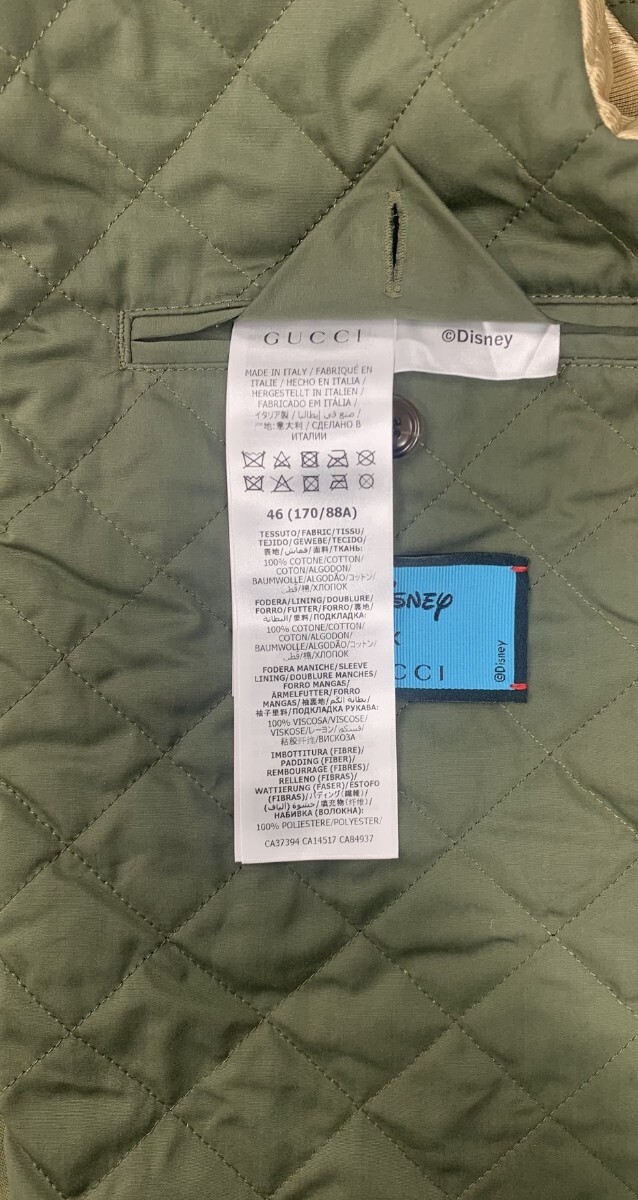 GUCCI
©Disney
MADE IN ITALY / FABRIQUÉ EN
ITALIE / HECHO EN ITALIA /
HERGESTELLT IN ITALIEN /
FABRICADO EM ITÁLIA /
イタリア製 / صنع في إيطاليا /
地:意大利 / СДЕЛАНО В
ИТАЛИИ
46 (170/88A)
TESSUTO/FABRIC/TISSU/
TEJIDO/GEWEBE/TECIDO/
表地/قماش/面料/ТКАНЬ:
100% COTONE/COTTON/
COTON/ALGODON/
BAUMWOLLE/ALGODÃO/コットン/
قطن/棉/ХЛОПОК
FODERA/LINING/DOUBLURE/
FORRO/FUTTER/FORRO/裏地/
البطانة/里料/ПОДКЛАДКА:
100% COTONE/COTTON/
COTON/ALGODON/
BAUMWOLLE/ALGODÃO/コットン/
قطن/棉/ХЛОПОК
FODERA MANICHE/SLEEVE
LINING/DOUBLURE MANCHES/
FORRO MANGAS/
ÄRMELFUTTER/FORRO
MANGAS/袖裏地/بطانة الكم/
袖子里料/ПОДКЛАДКА РУКАВА:
100% VISCOSA/VISCOSE/
VISKOSE/レーヨン/فسكوز/
粘胶纤维/ВИСКОЗА
IMBOTTITURA (FIBRE)/
PADDING (FIBER)/
REMBOURRAGE (FIBRES)/
RELLENO (FIBRAS)/
WATTIERUNG (FASER)/ESTOFO
(FIBRAS)/パディング(繊維)/
حشوة (ألياف)/填充物(纤维)/
НАБИВКА (ВОЛОКНА):
100% POLIESTERE/POLYESTER/
CA37394 CA14517 CA84937
SNEY
X
CCI
©Disney